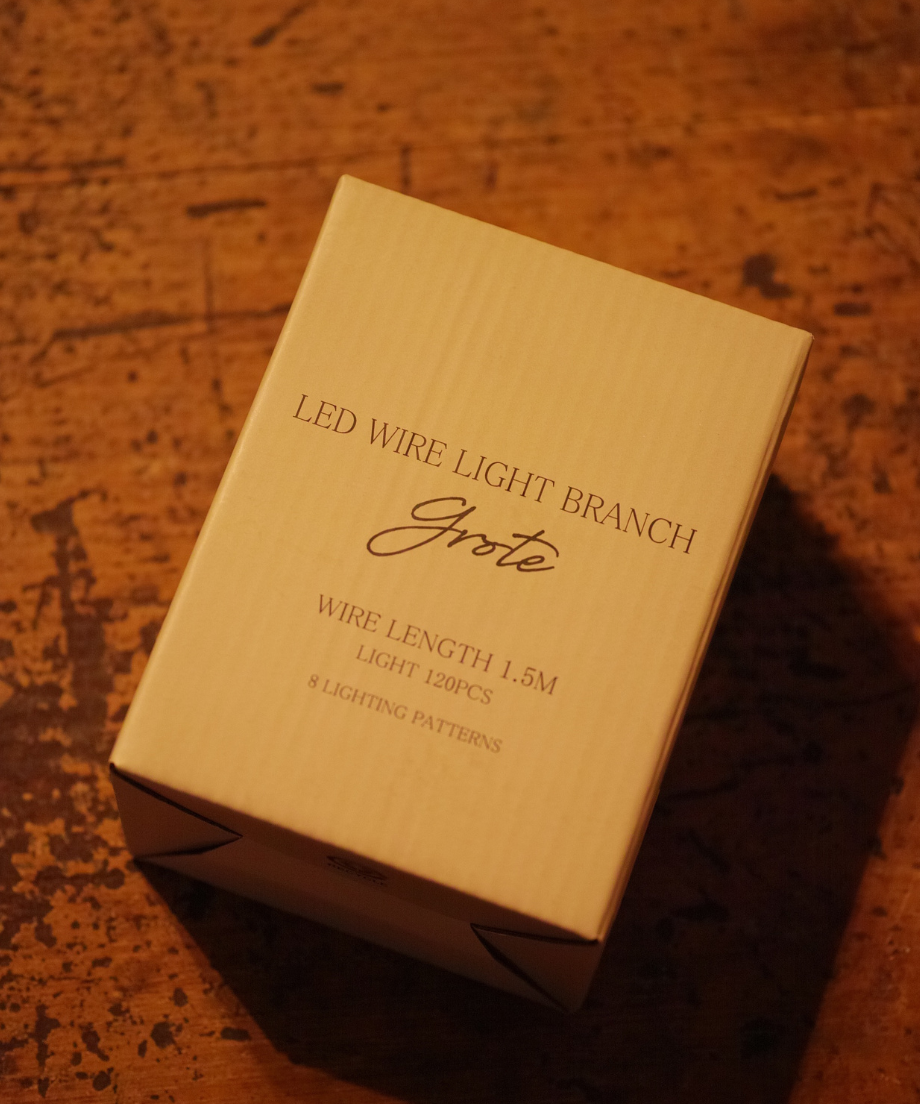 LED WIRE LIGHT BRANCH
Grote
WIRE LENGTH 1.5M
LIGHT 120PCS
8 LIGHTING PATTERNS